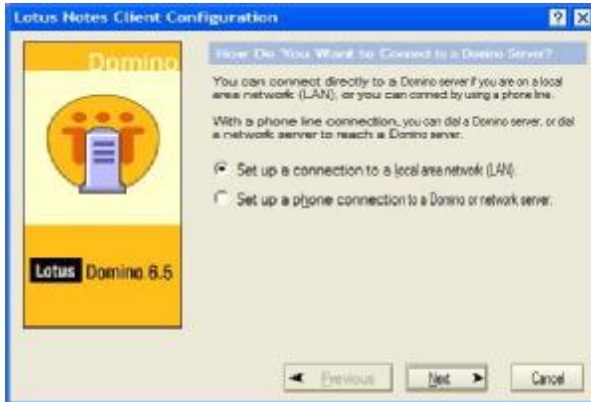 Lotus Notes Client Configuration
Domino
How Do You Want to Connect to a Domino Server?
You can connect directly to a Domino server if you are on a local
area network (LAN), or you can connect by using a phone line.
With a phone line connection, you can dial a Domino server, or dial
a network server to reach a Domino server.
Set up a connection to a local area network (LAN).
Set up a phone connection to a Domino or network server.
Lotus Domino 6.5
Previous
Next
Cancel